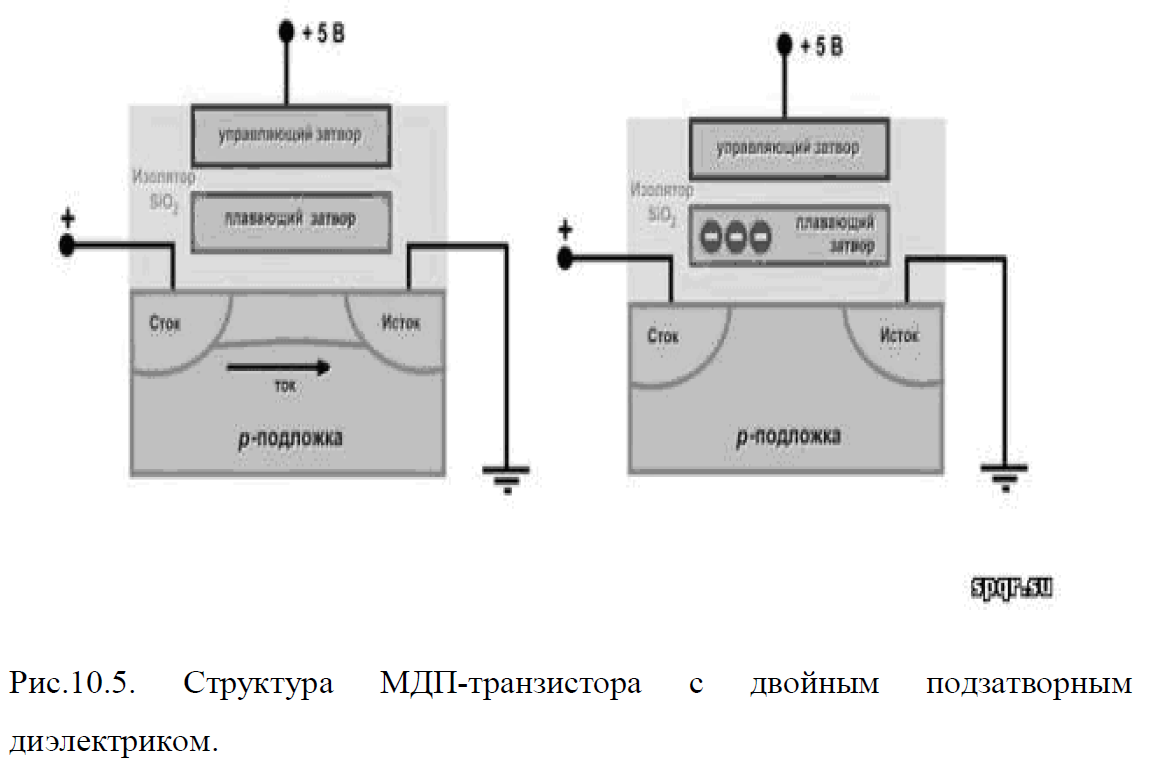 + 5 В
управляющий затвор
Изолятор
SiO2
плавающий затвор
+
Сток
Исток
ток
p-подложка
+ 5 В
управляющий затвор
Изолятор
SiO2
плавающий
затвор
+
Сток
Исток
p-подложка
spqr.su
Рис.10.5. Структура МДП-транзистора с двойным подзатворным
диэлектриком.